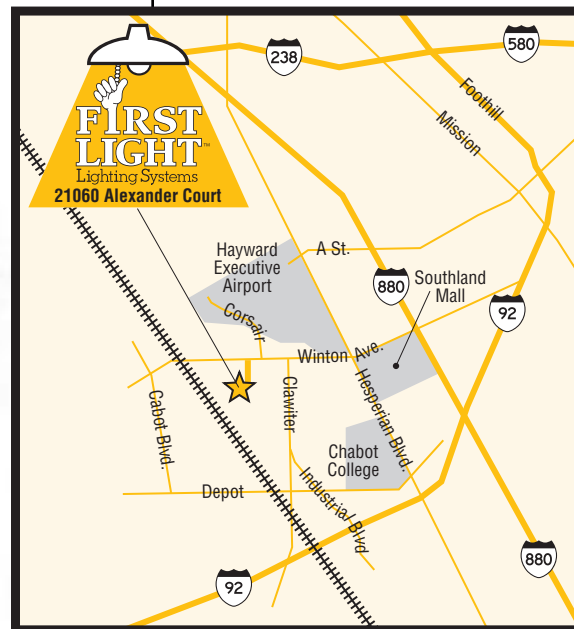 FIRST
LIGHT™
Lighting Systems
21060 Alexander Court
238
580
Foothill
Mission
A St.
Hayward
Executive
Airport
880
Southland
Mall
92
Corsair
Winton Ave.
Hesperian Blvd.
Clawiter
Cabot Blvd.
Chabot
College
Depot
Industrial Blvd
880
92